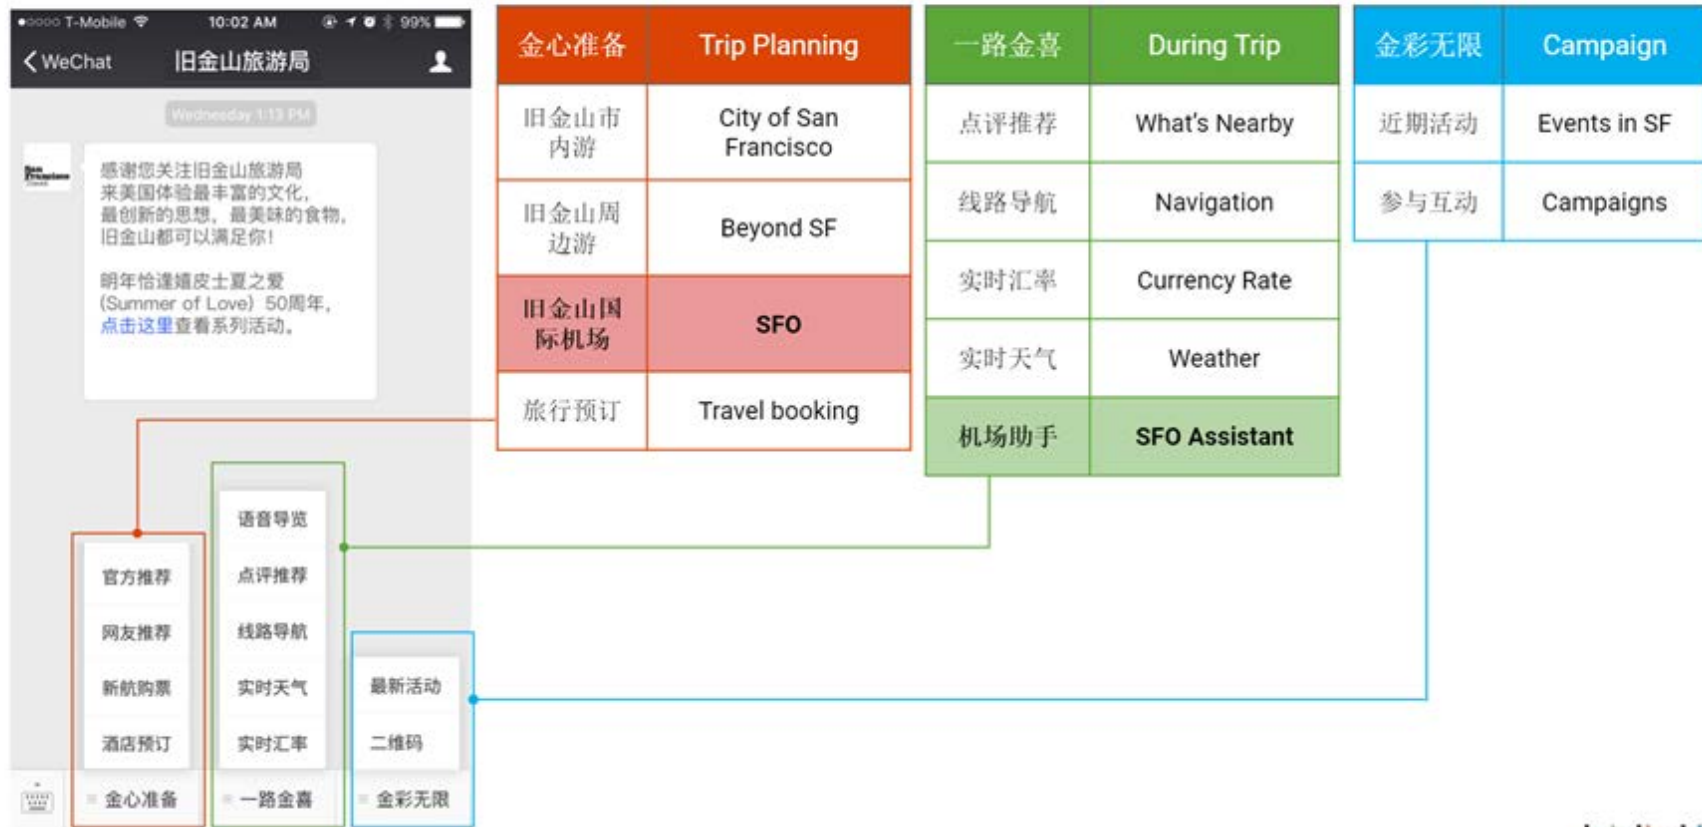 T-Mobile
10:02 AM
99%
WeChat
旧金山旅游局
Wednesday 1:13 PM
San
Francisco
感谢您关注旧金山旅游局
来美国体验最丰富的文化，
最创新的思想，最美味的食物，
旧金山都可以满足你！
明年恰逢嬉皮士夏之爱
(Summer of Love) 50周年，
点击这里查看系列活动。
官方推荐
网友推荐
新航购票
酒店预订
金心准备
语音导览
点评推荐
线路导航
实时天气
实时汇率
一路金喜
最新活动
二维码
金彩无限
金心准备 Trip Planning
旧金山市
内游
City of San
Francisco
旧金山周
边游
Beyond SF
旧金山国
际机场
SFO
旅行预订 Travel booking
一路金喜 During Trip
点评推荐 What's Nearby
线路导航 Navigation
实时汇率 Currency Rate
实时天气 Weather
机场助手 SFO Assistant
金彩无限 Campaign
近期活动 Events in SF
参与互动 Campaigns